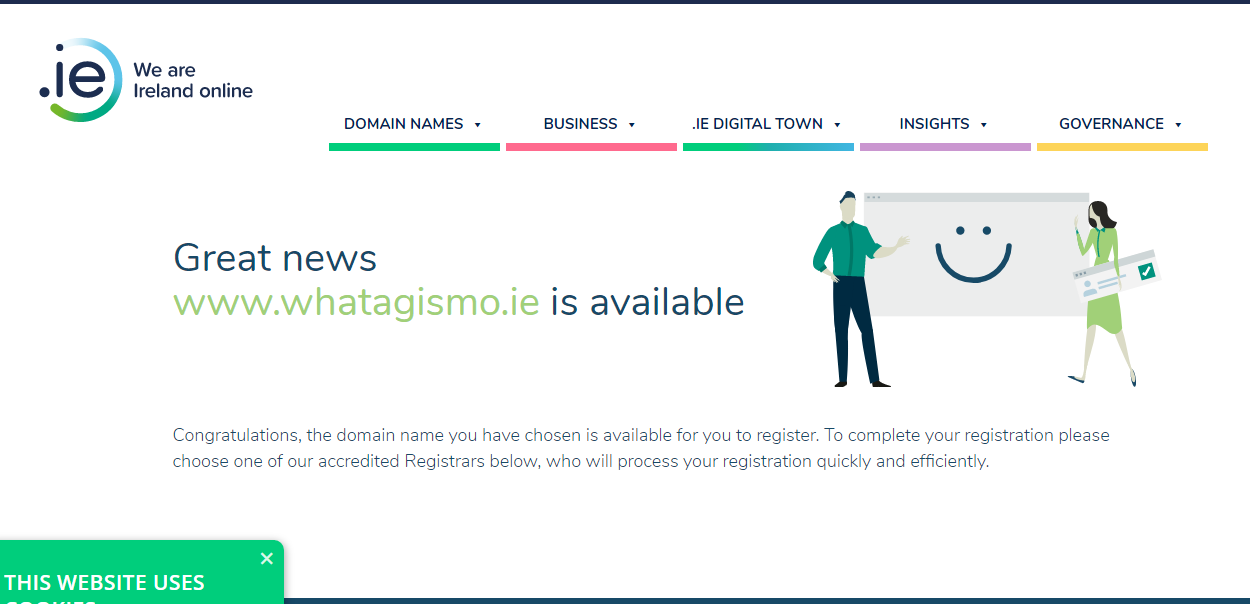 .ie
We are
Ireland online
DOMAIN NAMES
BUSINESS
.IE DIGITAL TOWN
INSIGHTS
GOVERNANCE
Great news
www.whatagismo.ie is available
Congratulations, the domain name you have chosen is available for you to register. To complete your registration please
choose one of our accredited Registrars below, who will process your registration quickly and efficiently.
THIS WEBSITE USES
COOKIES